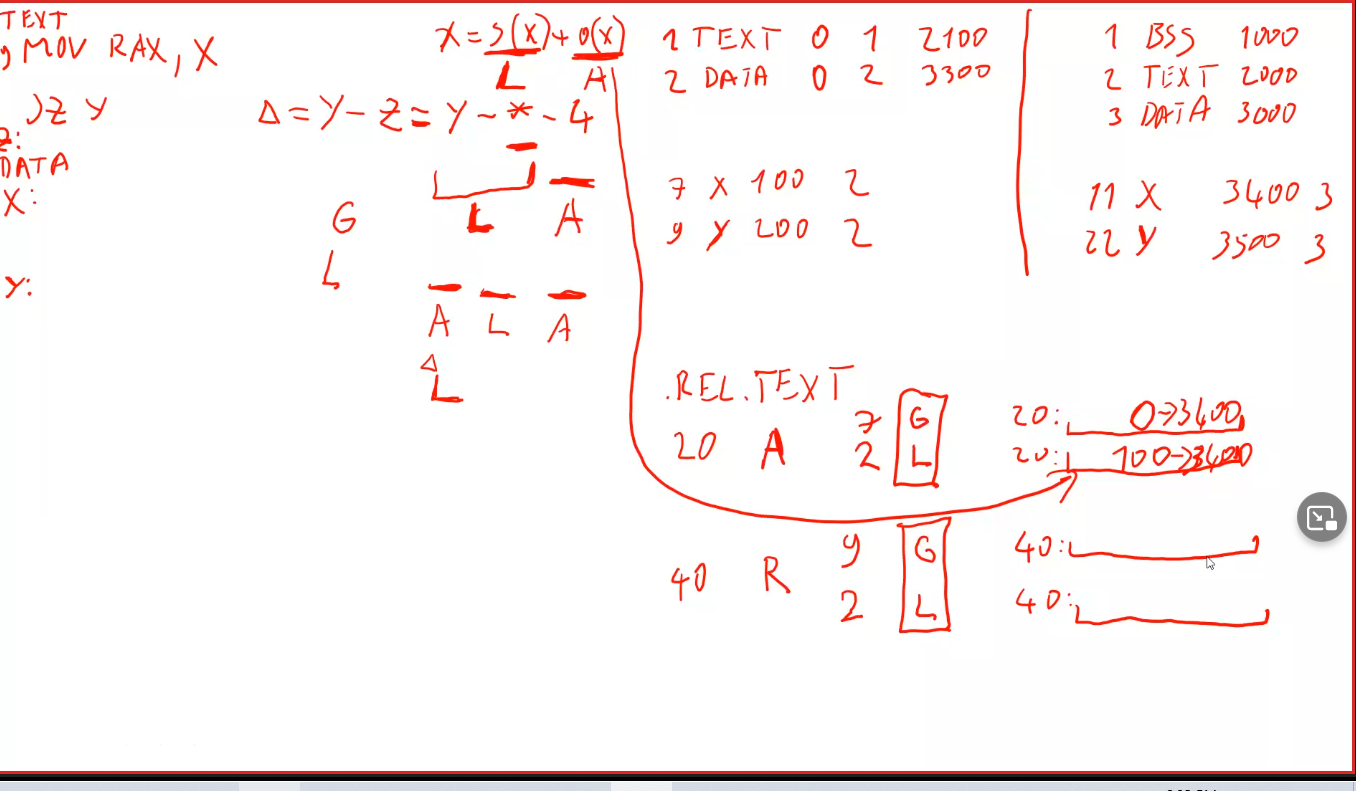 TEXT
MOV RAX, X
JZ Y
Z:
DATA
X:
Y:
X = S(X) + O(X)
L A
Δ = Y - Z = Y - * - 4
G L A
L
A L A
Δ
L
1 TEXT 0 1 2100
2 DATA 0 2 3300
7 X 100 2
9 Y 200 2
1 BSS 1000
2 TEXT 2000
3 DATA 3000
11 X 3400 3
22 Y 3500 3
.REL.TEXT
20 A 7 G 20: 0→3400
2 L 20: 100→3400
40 R 9 G 40:
2 L 40: